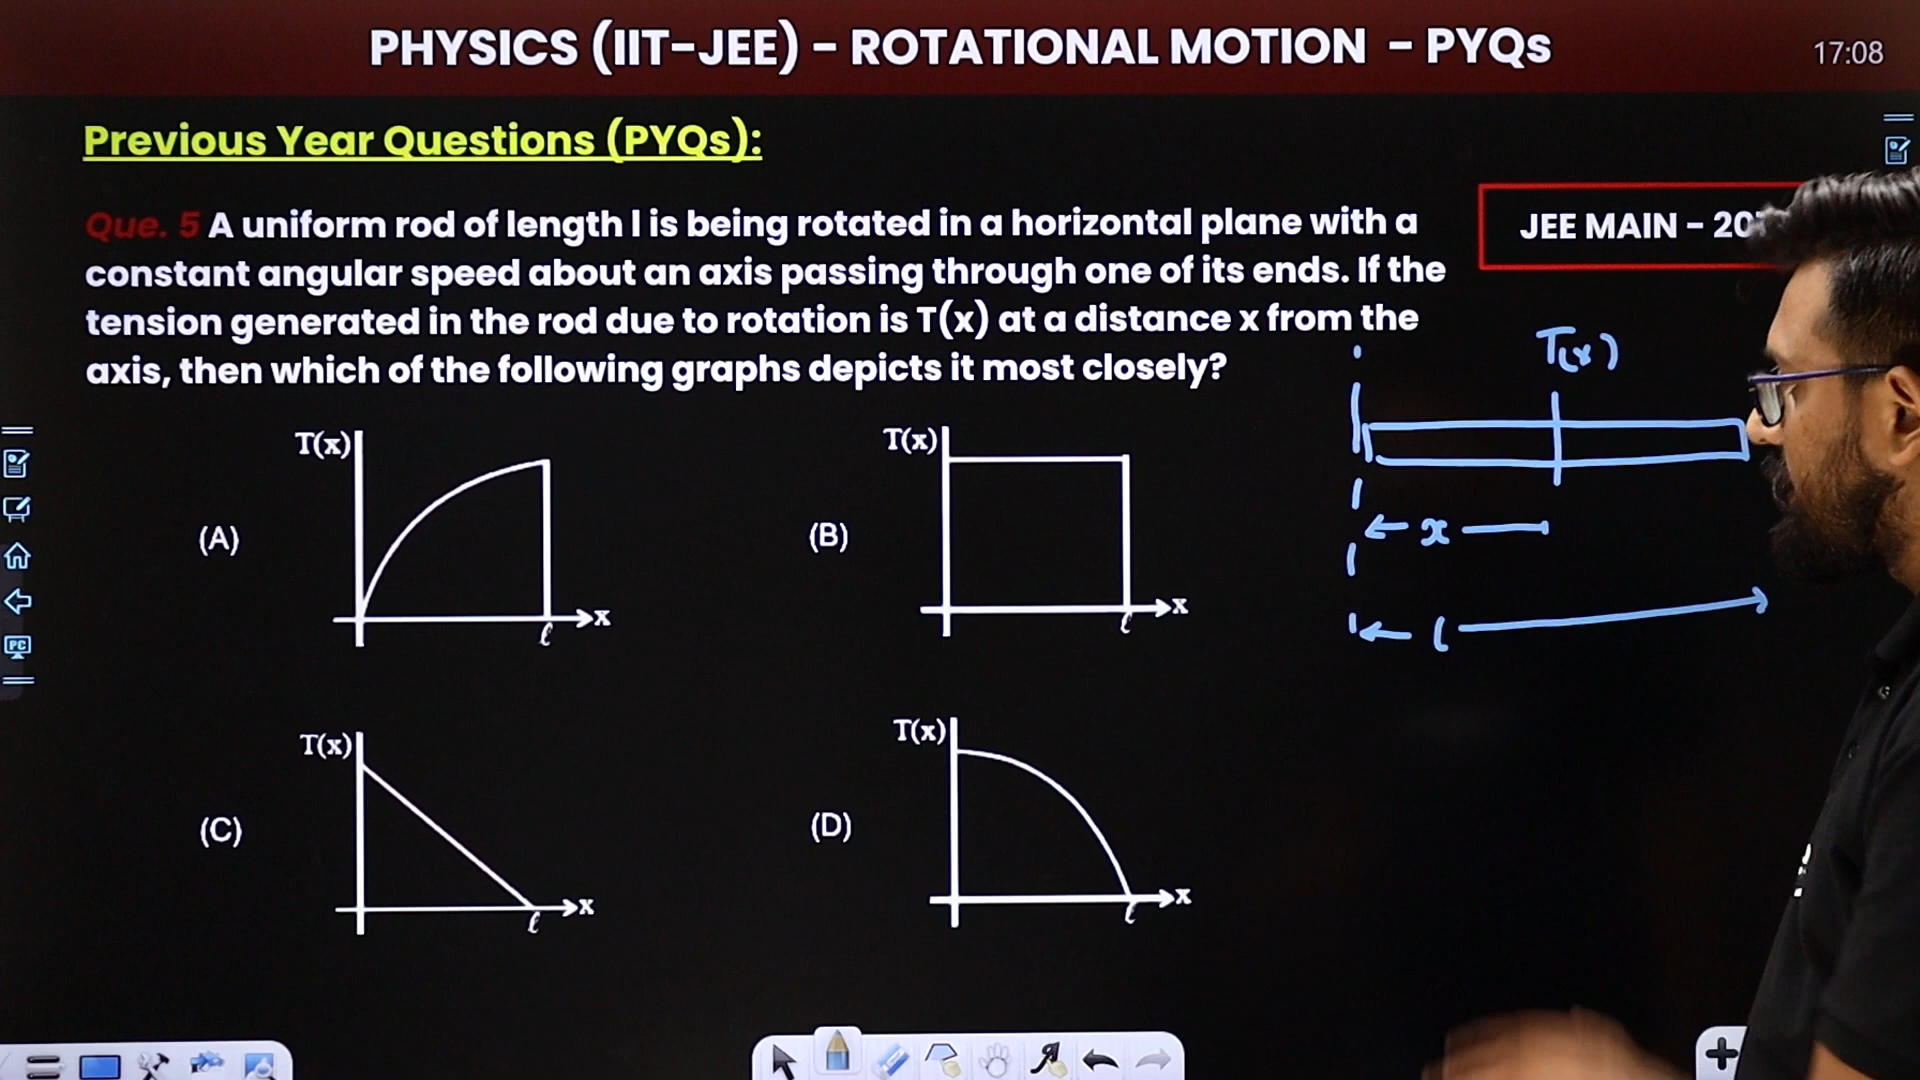 PHYSICS (IIT-JEE) - ROTATIONAL MOTION - PYQs
17:08
Previous Year Questions (PYQs):
Que. 5 A uniform rod of length l is being rotated in a horizontal plane with a
constant angular speed about an axis passing through one of its ends. If the
tension generated in the rod due to rotation is T(x) at a distance x from the
axis, then which of the following graphs depicts it most closely?
JEE MAIN - 20
T(x)
x
l
(A)
T(x)
x
ℓ
(B)
T(x)
x
ℓ
(C)
T(x)
x
ℓ
(D)
T(x)
x
ℓ
PC